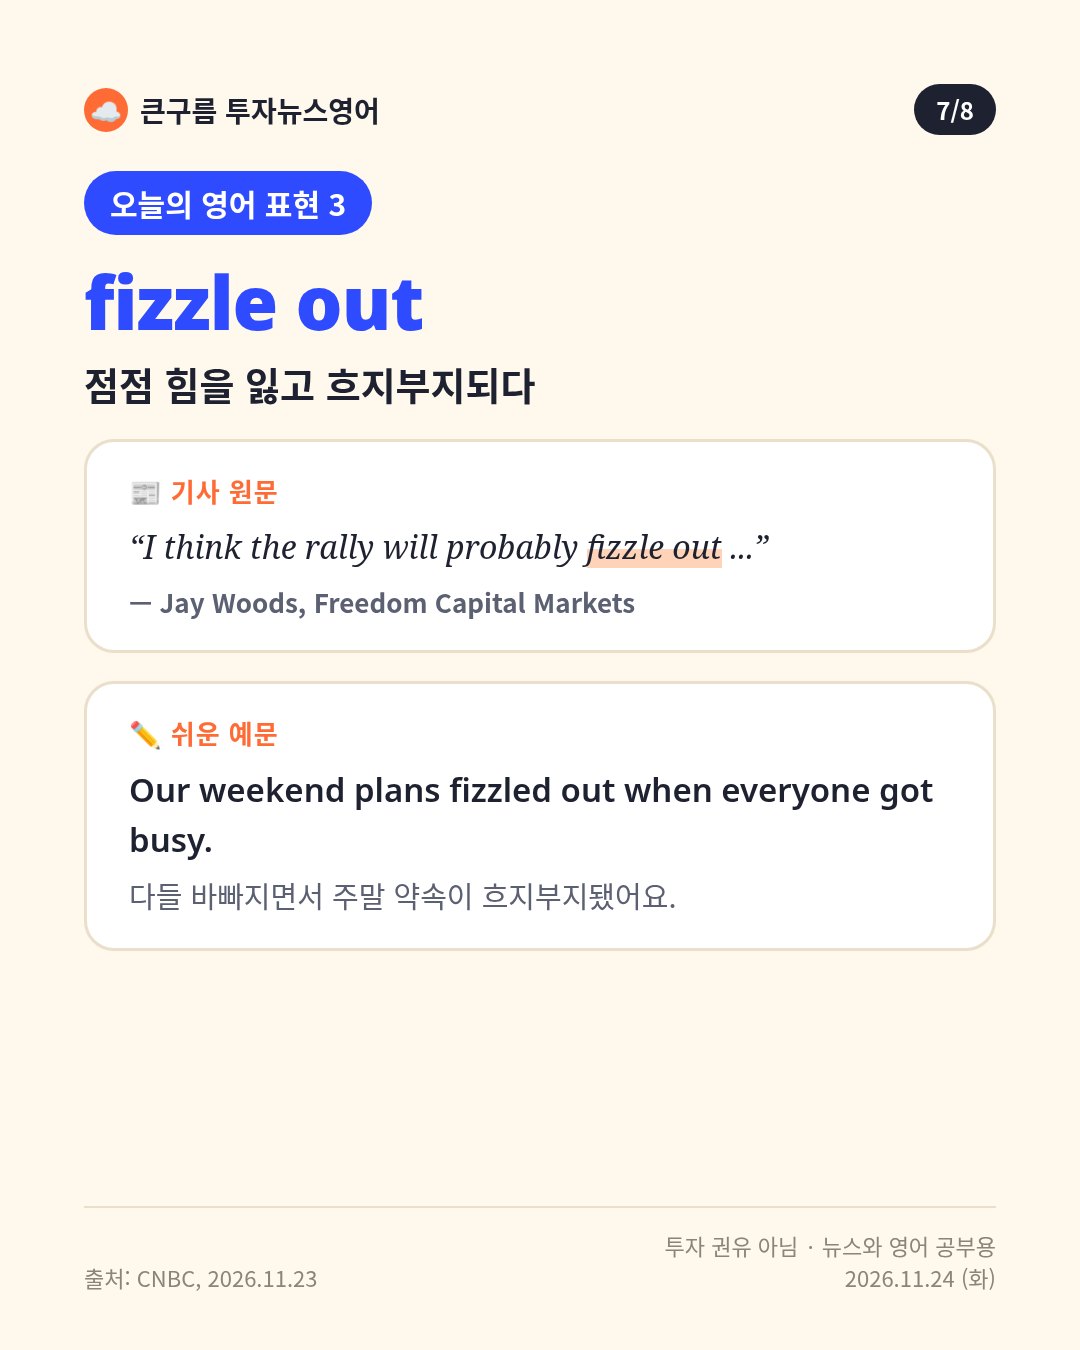 큰구름 투자뉴스영어
7/8
오늘의 영어 표현 3
fizzle out
점점 힘을 잃고 흐지부지되다
기사 원문
“I think the rally will probably fizzle out ...”
— Jay Woods, Freedom Capital Markets
쉬운 예문
Our weekend plans fizzled out when everyone got
busy.
다들 바빠지면서 주말 약속이 흐지부지됐어요.
투자 권유 아님 · 뉴스와 영어 공부용
출처: CNBC, 2026.11.23
2026.11.24 (화)